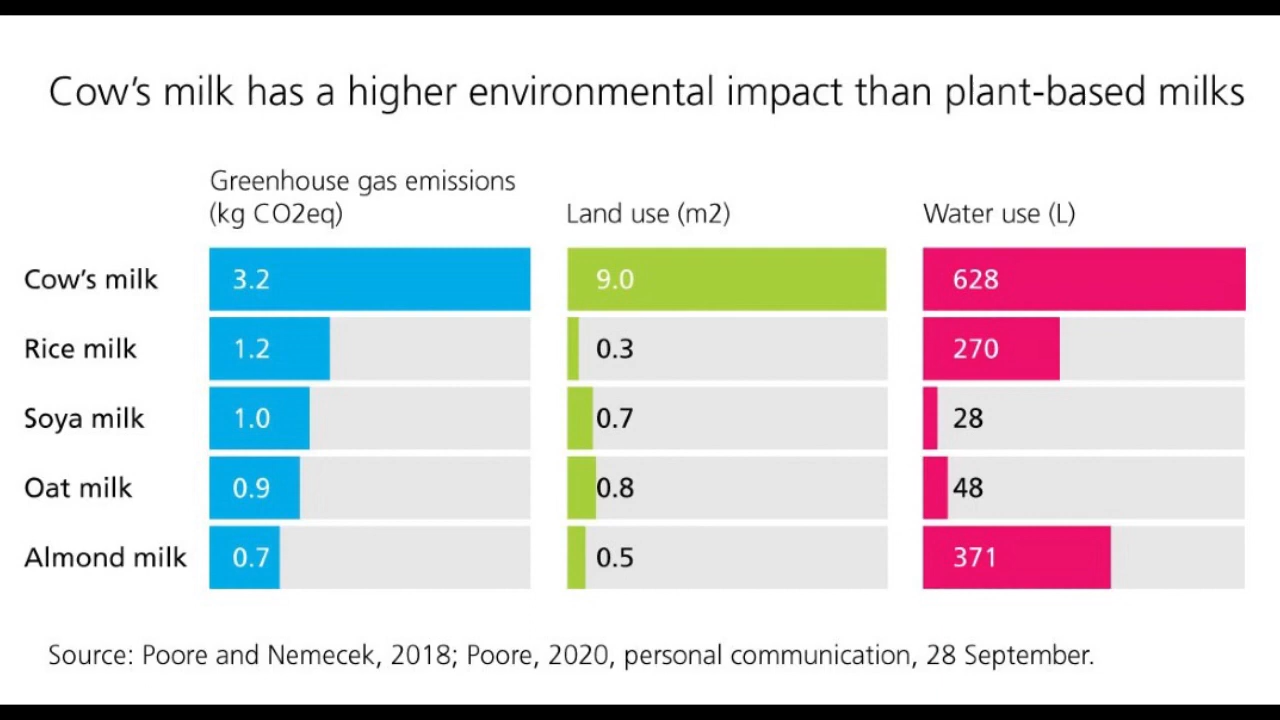 Cow's milk has a higher environmental impact than plant-based milks
Greenhouse gas emissions
(kg CO2eq)
Land use (m2)
Water use (L)
Cow's milk 3.2 9.0 628
Rice milk 1.2 0.3 270
Soya milk 1.0 0.7 28
Oat milk 0.9 0.8 48
Almond milk 0.7 0.5 371
Source: Poore and Nemecek, 2018; Poore, 2020, personal communication, 28 September.